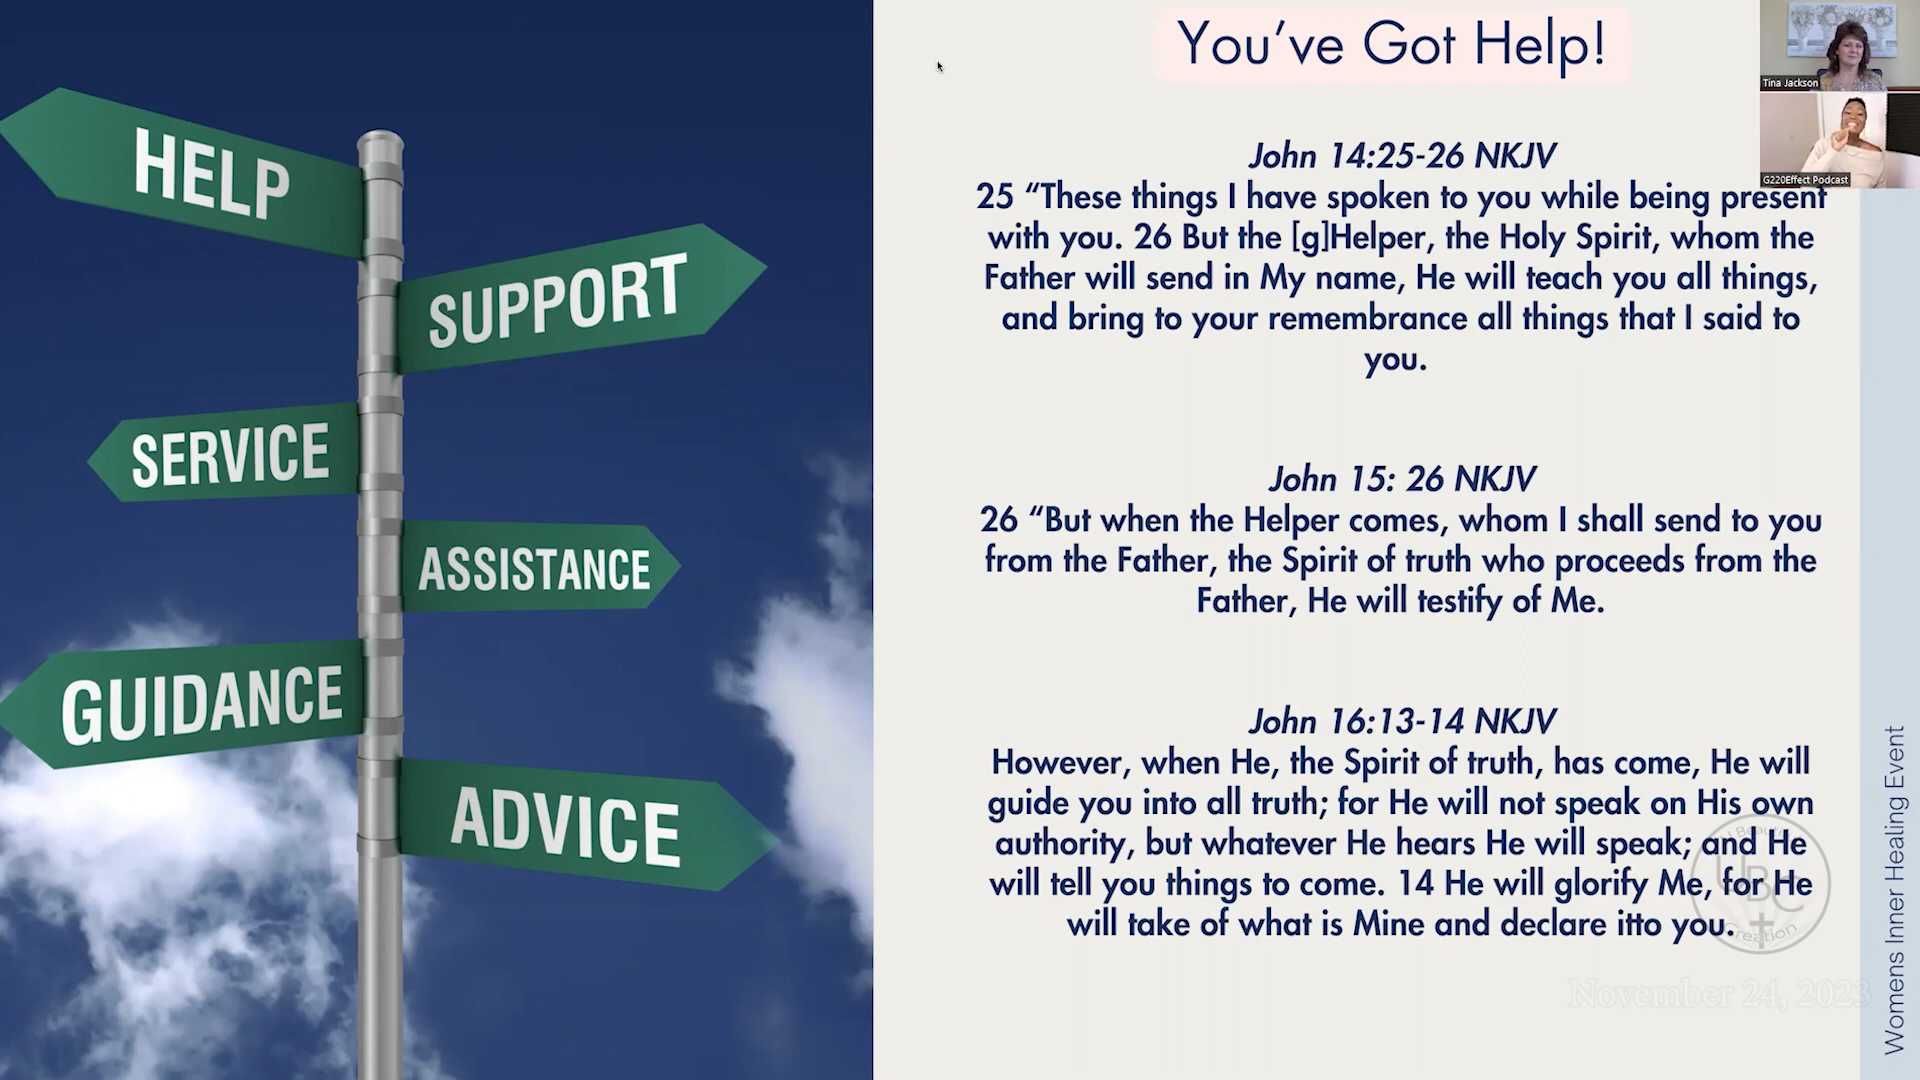 HELP
SUPPORT
SERVICE
ASSISTANCE
GUIDANCE
ADVICE
You've Got Help!
John 14:25-26 NKJV
25 “These things I have spoken to you while being present
with you. 26 But the [g]Helper, the Holy Spirit, whom the
Father will send in My name, He will teach you all things,
and bring to your remembrance all things that I said to
you.
John 15: 26 NKJV
26 “But when the Helper comes, whom I shall send to you
from the Father, the Spirit of truth who proceeds from the
Father, He will testify of Me.
John 16:13-14 NKJV
However, when He, the Spirit of truth, has come, He will
guide you into all truth; for He will not speak on His own
authority, but whatever He hears He will speak; and He
will tell you things to come. 14 He will glorify Me, for He
will take of what is Mine and declare itto you.
UBC
Creation
November 24, 2023
Womens Inner Healing Event
Tina Jackson
G220Effect Podcast